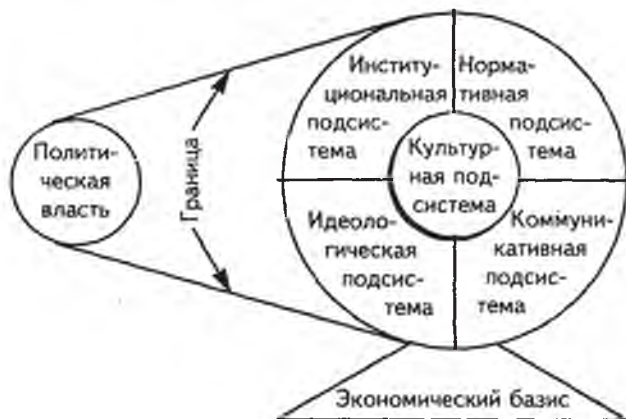 Институ-
циональная
подсис-
тема
Норма-
тивная
подсис-
тема
Полити-
ческая
власть
Граница
Культур-
ная под-
система
Идеоло-
гическая
подсис-
тема
Коммуни-
кативная
подсис-
тема
Экономический базис